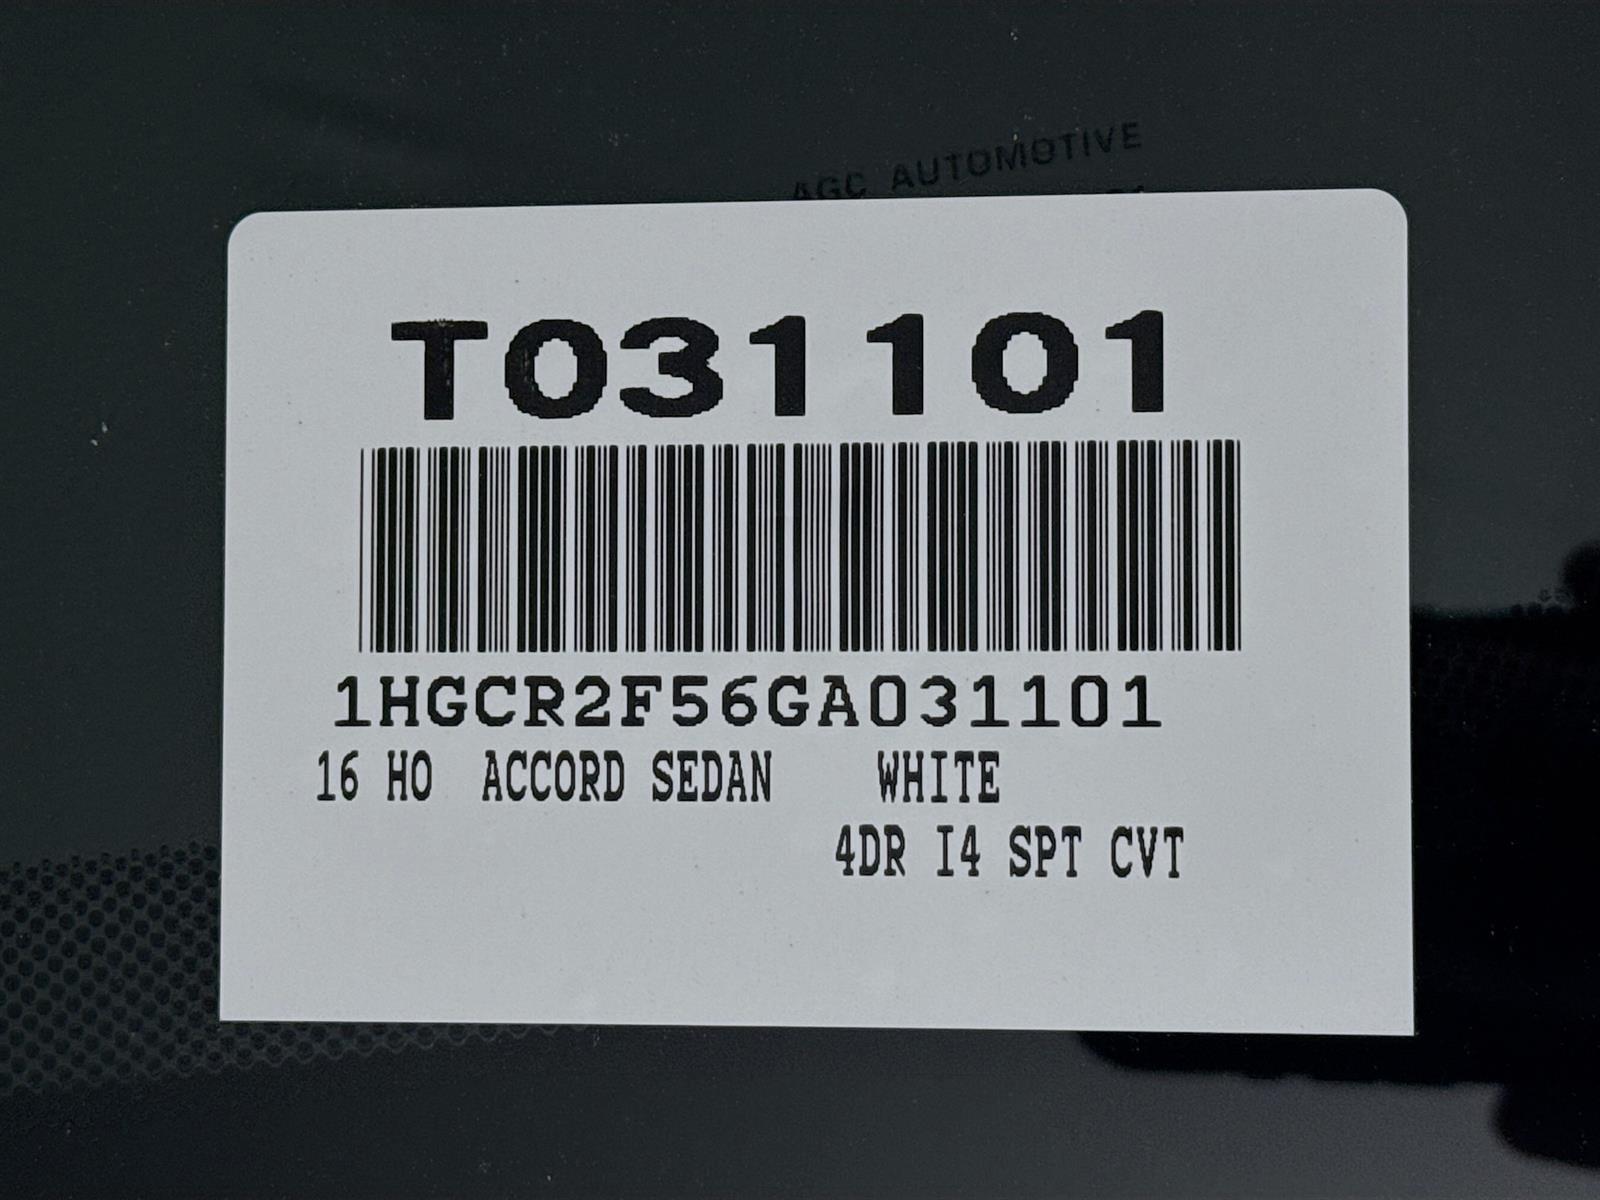 AGC AUTOMOTIVE
T031101
1HGCR2F56GA031101
16 HO ACCORD SEDAN WHITE
4DR I4 SPT CVT